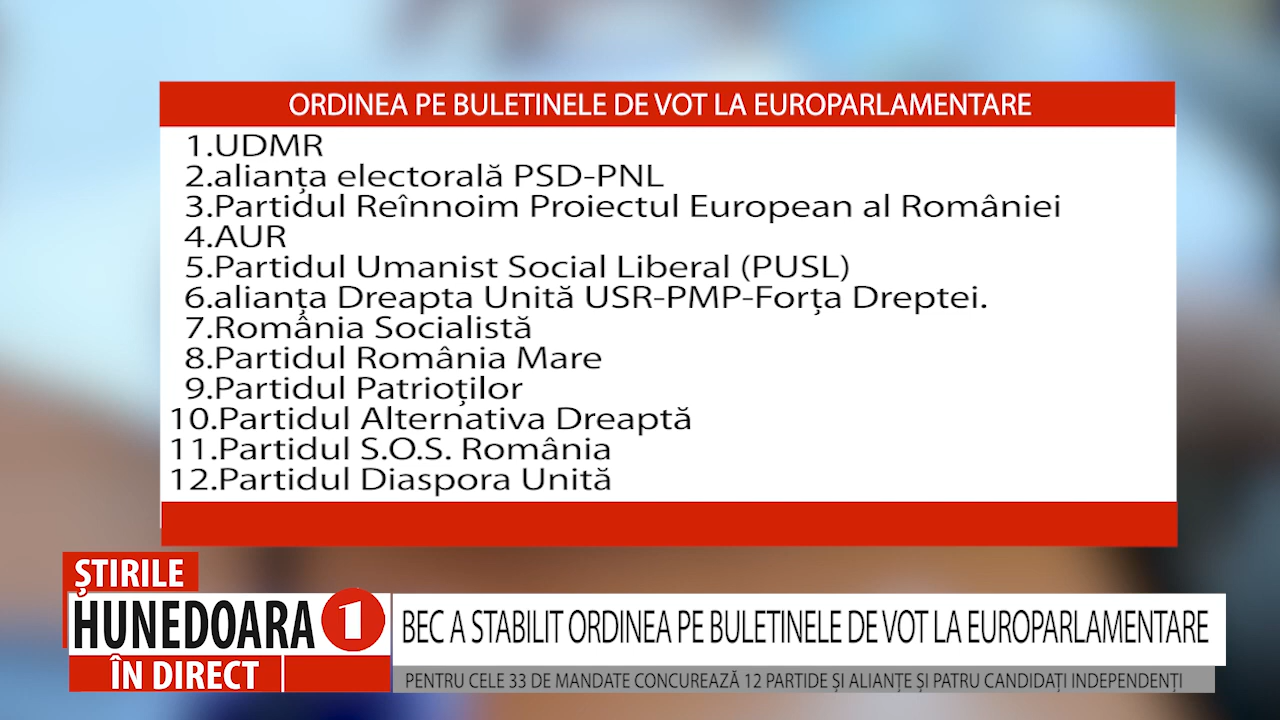 ORDINEA PE BULETINELE DE VOT LA EUROPARLAMENTARE
1.UDMR
2.alianța electorală PSD-PNL
3.Partidul Reînnoim Proiectul European al României
4.AUR
5.Partidul Umanist Social Liberal (PUSL)
6.alianța Dreapta Unită USR-PMP-Forța Dreptei.
7.România Socialistă
8.Partidul România Mare
9.Partidul Patrioților
10.Partidul Alternativa Dreaptă
11.Partidul S.O.S. România
12.Partidul Diaspora Unită
ȘTIRILE
HUNEDOARA 1
ÎN DIRECT
BEC A STABILIT ORDINEA PE BULETINELE DE VOT LA EUROPARLAMENTARE
PENTRU CELE 33 DE MANDATE CONCUREAZĂ 12 PARTIDE ȘI ALIANȚE ȘI PATRU CANDIDAȚI INDEPENDENȚI